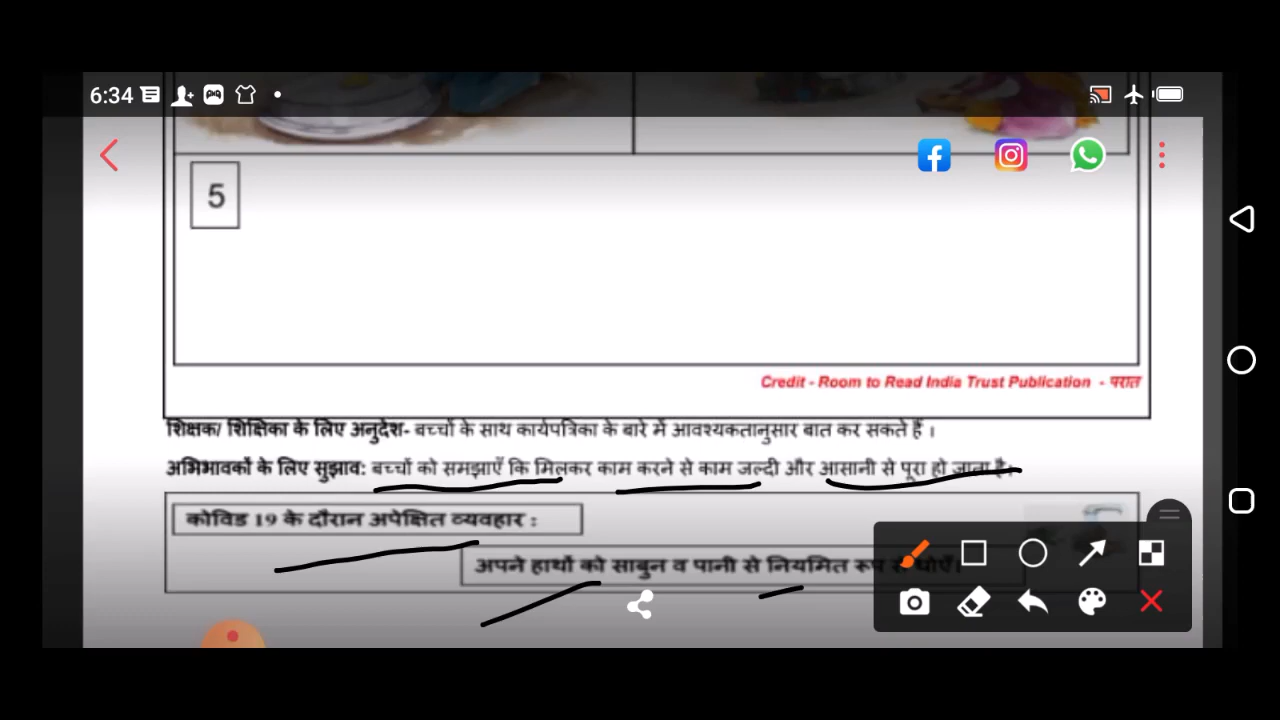 6:34
5
Credit - Room to Read India Trust Publication - परात
शिक्षक/ शिक्षिका के लिए अनुदेश- बच्चों के साथ कार्यपत्रिका के बारे में आवश्यकतानुसार बात कर सकते हैं ।
अभिभावकों के लिए सुझाव: बच्चों को समझाएँ कि मिलकर काम करने से काम जल्दी और आसानी से पूरा हो जाता है।
कोविड 19 के दौरान अपेक्षित व्यवहार :
अपने हाथों को साबुन व पानी से नियमित रूप से धोएँ।